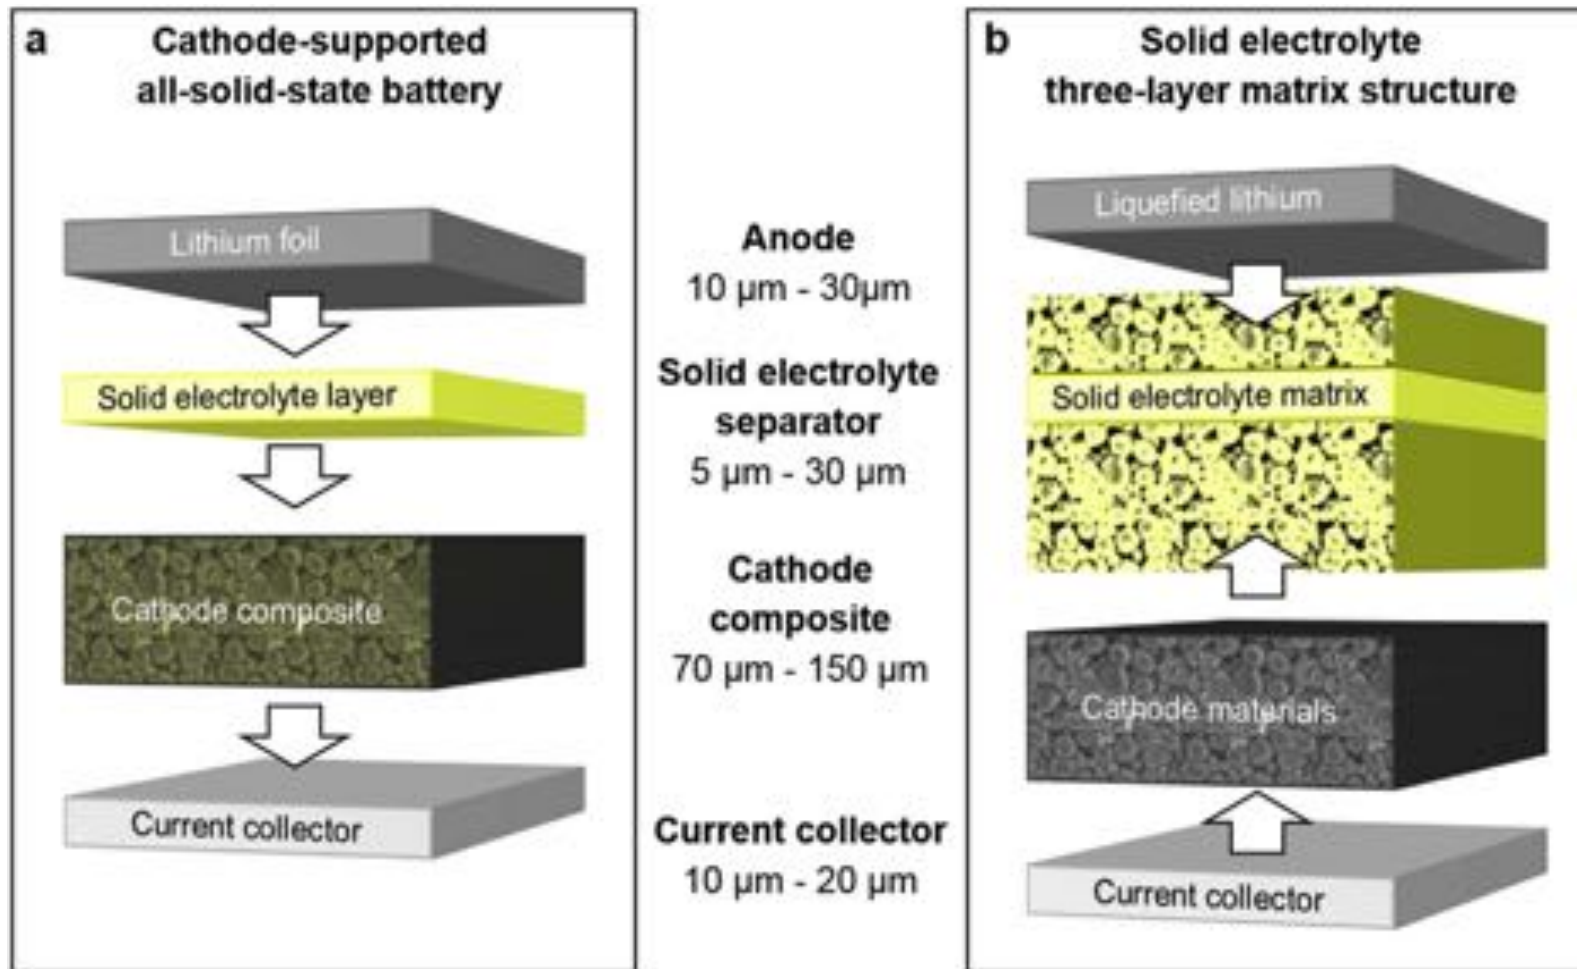 a
Cathode-supported
all-solid-state battery
Lithium foil
Solid electrolyte layer
Cathode composite
Current collector
Anode
10 µm - 30µm
Solid electrolyte
separator
5 µm - 30 µm
Cathode
composite
70 µm - 150 µm
Current collector
10 µm - 20 µm
b
Solid electrolyte
three-layer matrix structure
Liquefied lithium
Solid electrolyte matrix
Cathode materials
Current collector